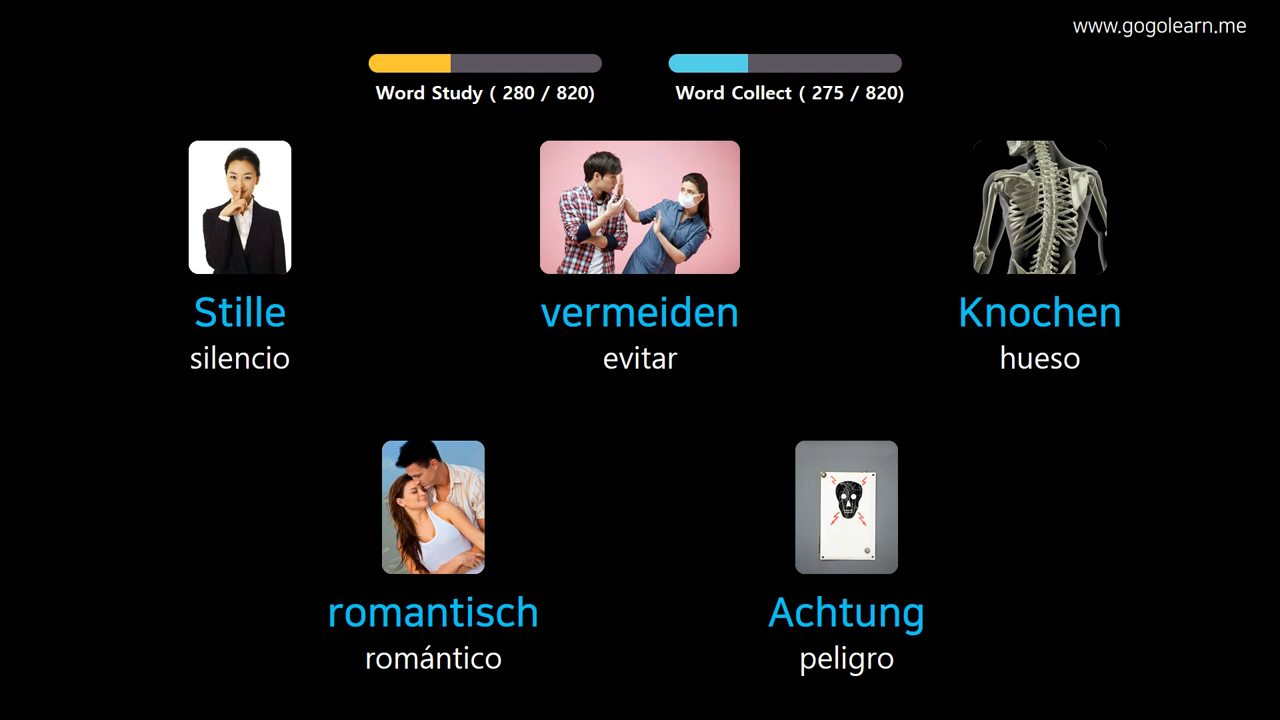 www.gogolearn.me
Word Study ( 280 / 820)
Word Collect ( 275 / 820)
Stille
silencio
vermeiden
evitar
Knochen
hueso
romantisch
romántico
Achtung
peligro